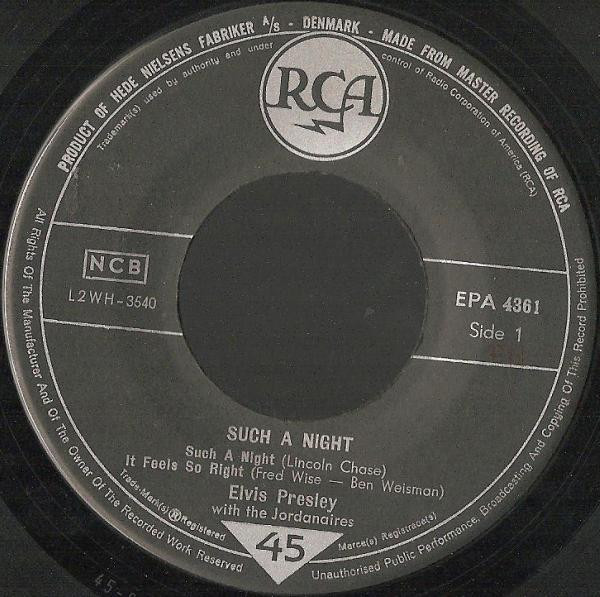 PRODUCT OF HEDE NIELSENS FABRIKER A/S - DENMARK - MADE FROM MASTER RECORDING OF RCA
Trademark(s) used by authority and under control of Radio Corporation of America (RCA)
RCA
NCB
L2WH-3540
EPA 4361
Side 1
SUCH A NIGHT
Such A Night (Lincoln Chase)
It Feels So Right (Fred Wise — Ben Weisman)
Elvis Presley
with the Jordanaires
Trade-Mark(s) ® Registered
Marca(s) Registrada(s)
45
All Rights Of The Manufacturer And Of The Owner Of The Recorded Work Reserved
Unauthorised Public Performance, Broadcasting And Copying Of This Record Prohibited